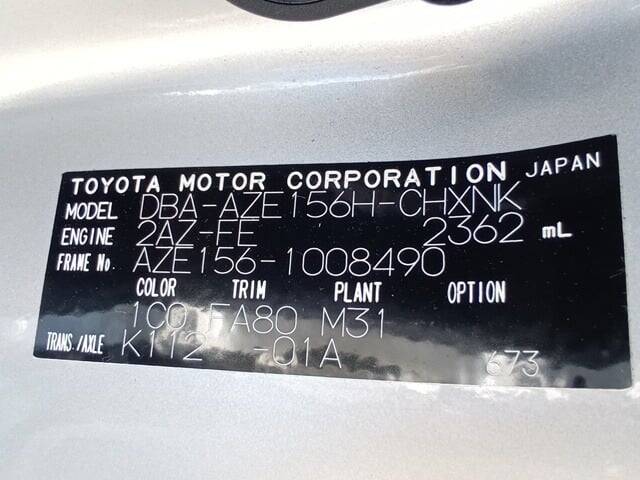 TOYOTA MOTOR CORPORATION JAPAN
MODEL DBA-AZE156H-CHXNK
ENGINE 2AZ-FE 2362 mL
FRAME No. AZE156-1008490
COLOR TRIM PLANT OPTION
1C0 FA80 M31
TRANS./AXLE K112 -01A 673